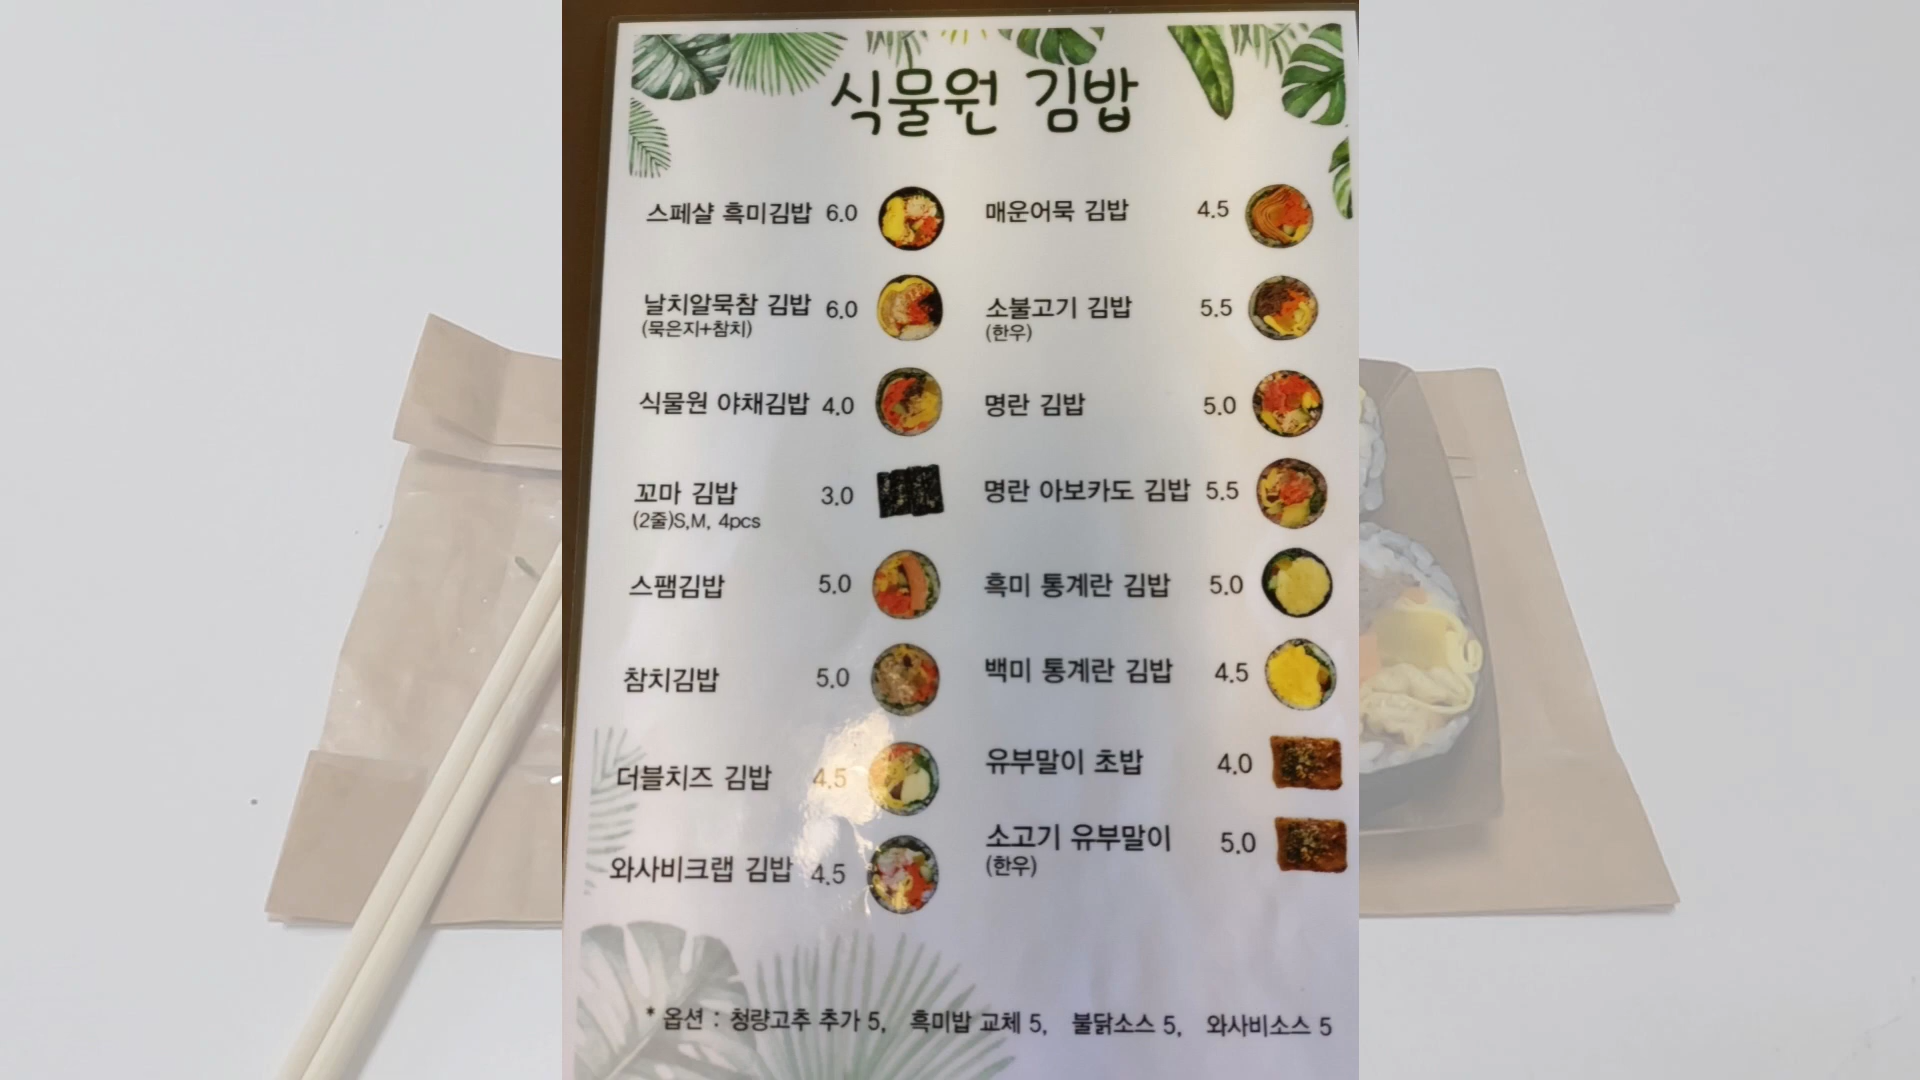 식물원 김밥
스페샬 흑미김밥 6.0
날치알묵참 김밥 6.0
(묵은지+참치)
식물원 야채김밥 4.0
꼬마 김밥 3.0
(2줄)S,M, 4pcs
스팸김밥 5.0
참치김밥 5.0
더블치즈 김밥 4.5
와사비크랩 김밥 4.5
매운어묵 김밥 4.5
소불고기 김밥 5.5
(한우)
명란 김밥 5.0
명란 아보카도 김밥 5.5
흑미 통계란 김밥 5.0
백미 통계란 김밥 4.5
유부말이 초밥 4.0
소고기 유부말이 5.0
(한우)
* 옵션 : 청량고추 추가 5, 흑미밥 교체 5, 불닭소스 5, 와사비소스 5